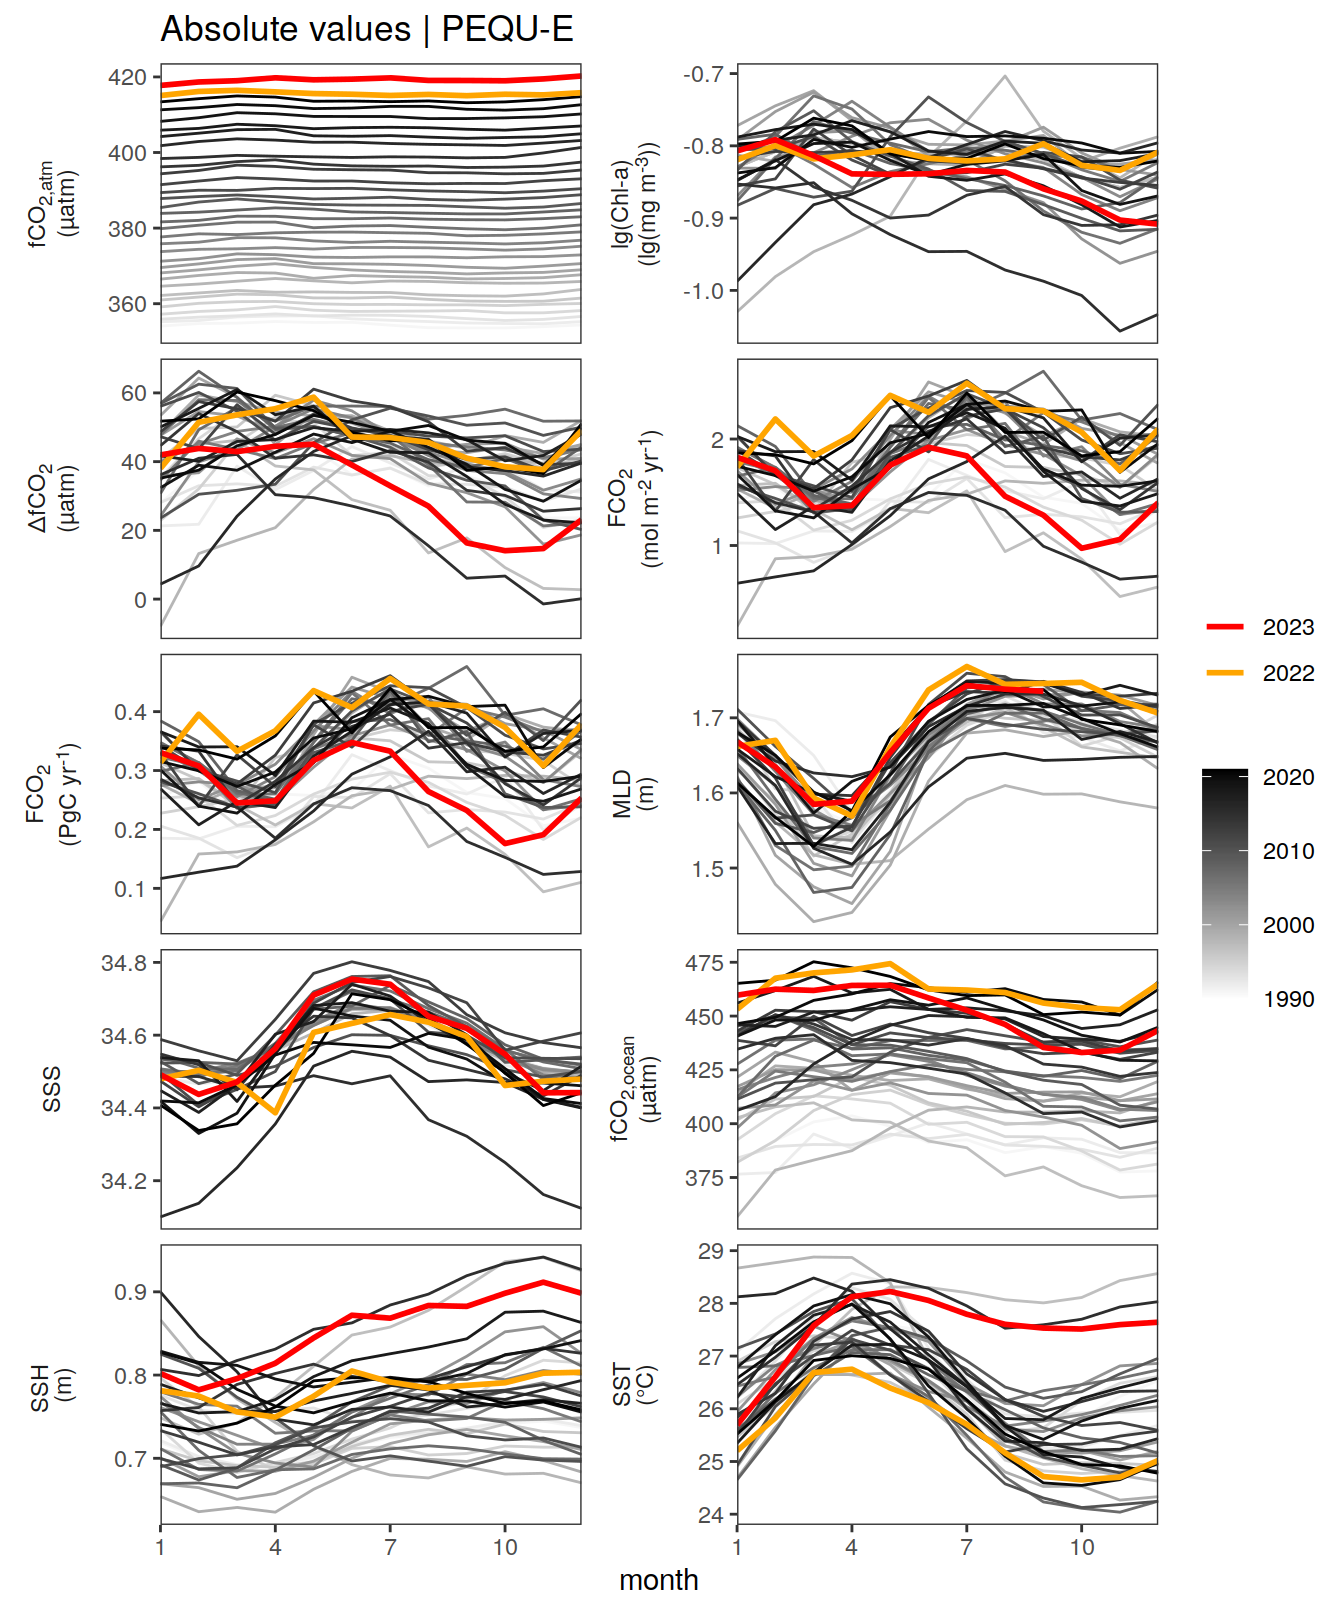 Absolute values | PEQU-E
fCO2,atm
(µatm)
420
400
380
360
lg(Chl-a)
(lg(mg m-3))
-0.7
-0.8
-0.9
-1.0
ΔfCO2
(µatm)
60
40
20
0
FCO2
(mol m-2 yr-1)
2
1
FCO2
(PgC yr-1)
0.4
0.3
0.2
0.1
MLD
(m)
1.7
1.6
1.5
SSS
34.8
34.6
34.4
34.2
fCO2,ocean
(µatm)
475
450
425
400
375
SSH
(m)
0.9
0.8
0.7
SST
(°C)
29
28
27
26
25
24
1 4 7 10
1 4 7 10
month
2023
2022
2020
2010
2000
1990